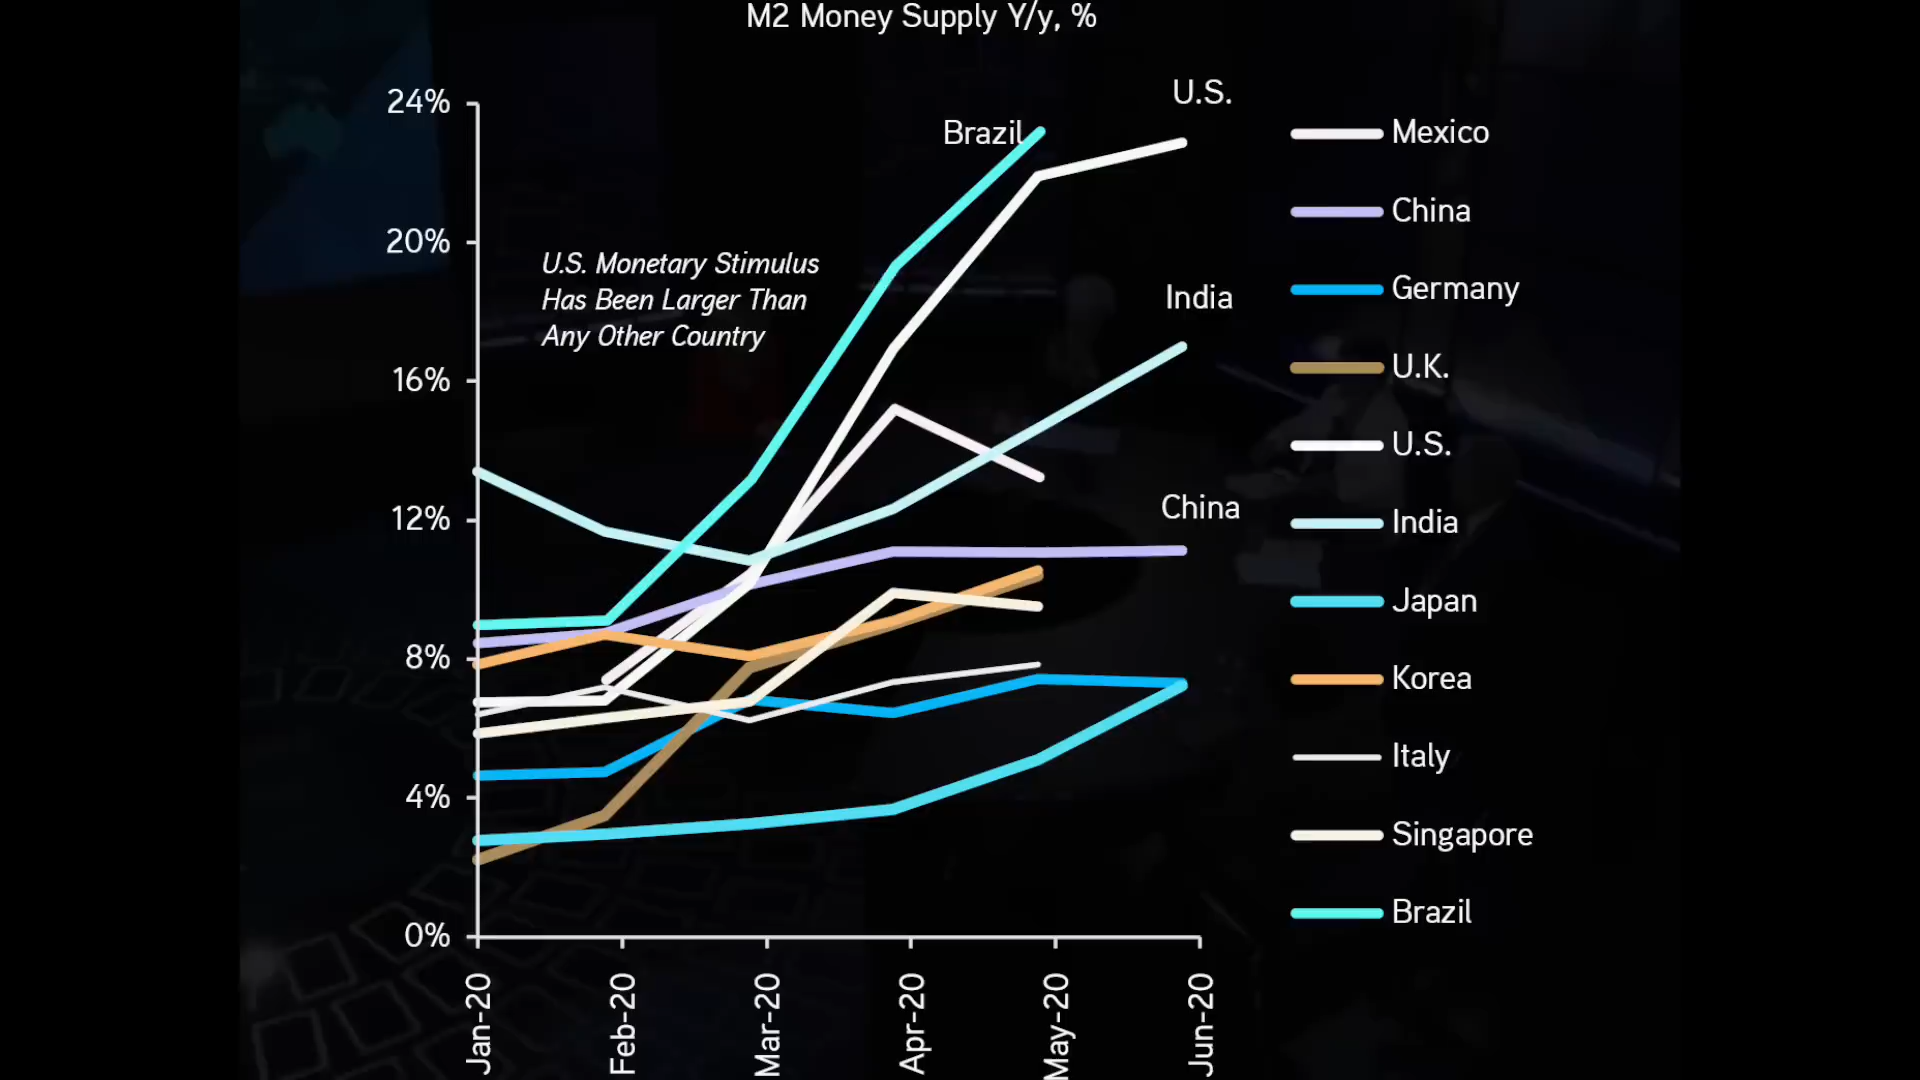 M2 Money Supply Y/y, %
24%
20%
16%
12%
8%
4%
0%
U.S. Monetary Stimulus
Has Been Larger Than
Any Other Country
Brazil
U.S.
India
China
Mexico
China
Germany
U.K.
U.S.
India
Japan
Korea
Italy
Singapore
Brazil
Jan-20
Feb-20
Mar-20
Apr-20
May-20
Jun-20